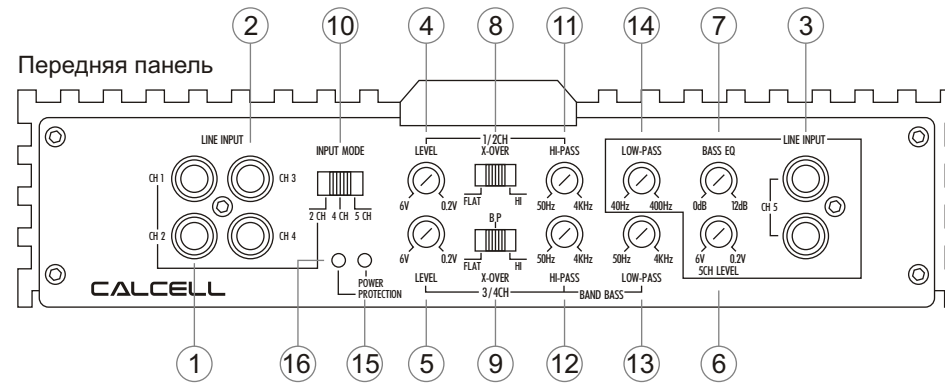 2 10 4 8 11 14 7 3
Передняя панель
1/2CH
LINE INPUT INPUT MODE LEVEL X-OVER HI-PASS LOW-PASS BASS EQ LINE INPUT
CH 1 CH 3
6V 0.2V FLAT HI 50Hz 4KHz 40Hz 400Hz 0dB 12dB
CH 5
2 CH 4 CH 5 CH
BP
CH 2 CH 4
6V 0.2V FLAT HI 50Hz 4KHz 50Hz 4KHz 6V 0.2V
5CH LEVEL
LEVEL X-OVER HI-PASS LOW-PASS
POWER
PROTECTION
3/4CH BAND BASS
CALCELL
1 16 15 5 9 12 13 6